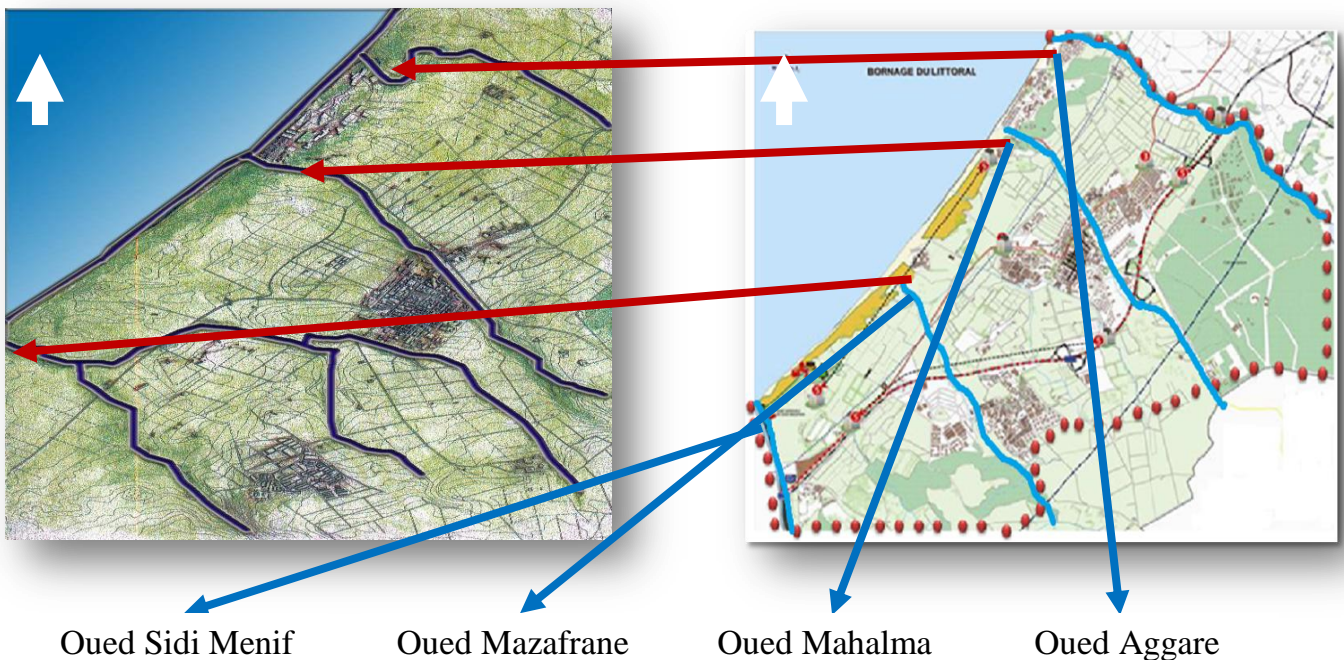 BORNAGE DU LITTORAL
Oued Sidi Menif
Oued Mazafrane
Oued Mahalma
Oued Aggare